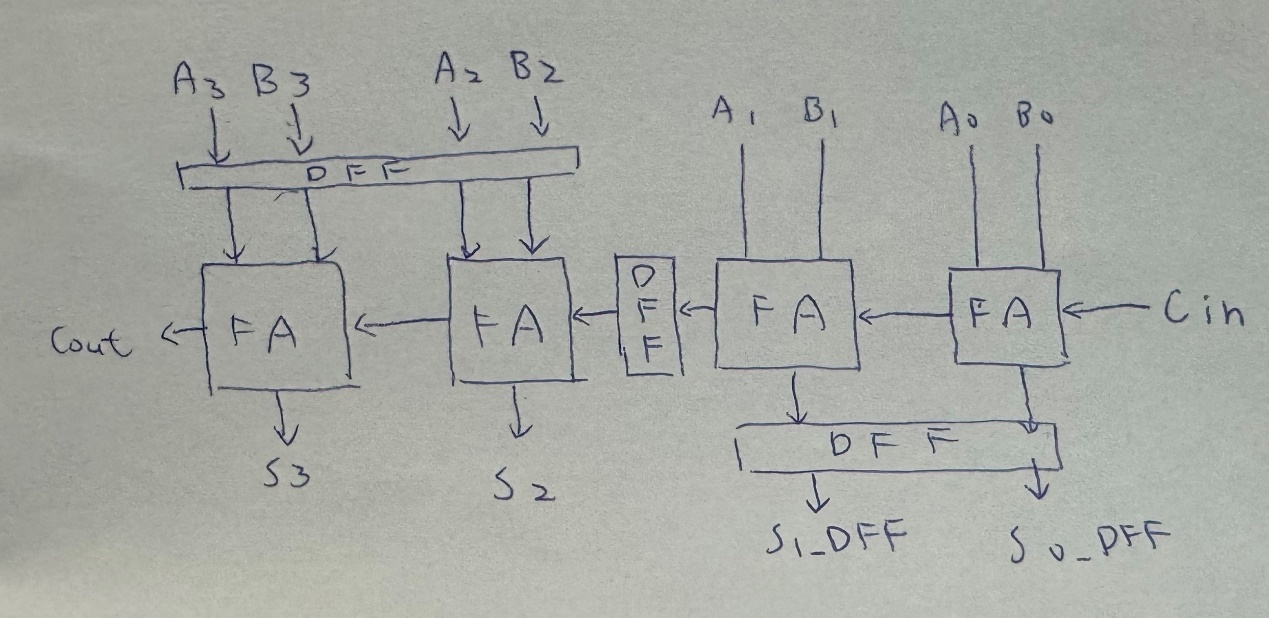 A3 B3 A2 B2
A1 B1 A0 B0
DFF
Cout FA FA DFF FA FA Cin
DFF
S3 S2
S1_DFF S0_DFF